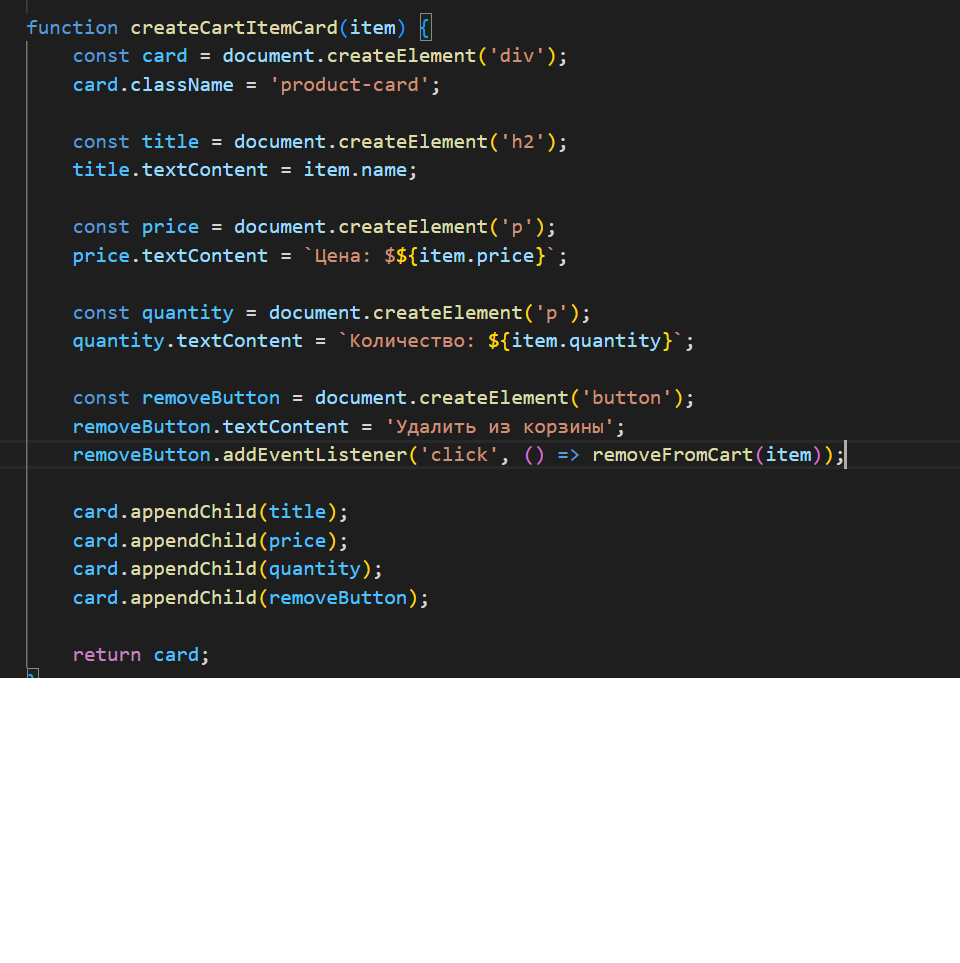 function createCartItemCard(item) {
    const card = document.createElement('div');
    card.className = 'product-card';

    const title = document.createElement('h2');
    title.textContent = item.name;

    const price = document.createElement('p');
    price.textContent = `Цена: $${item.price}`;

    const quantity = document.createElement('p');
    quantity.textContent = `Количество: ${item.quantity}`;

    const removeButton = document.createElement('button');
    removeButton.textContent = 'Удалить из корзины';
    removeButton.addEventListener('click', () => removeFromCart(item));

    card.appendChild(title);
    card.appendChild(price);
    card.appendChild(quantity);
    card.appendChild(removeButton);

    return card;
}